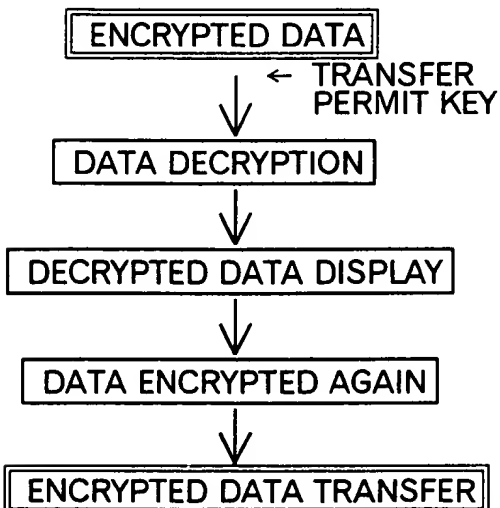 ENCRYPTED DATA
← TRANSFER
PERMIT KEY
DATA DECRYPTION
DECRYPTED DATA DISPLAY
DATA ENCRYPTED AGAIN
ENCRYPTED DATA TRANSFER